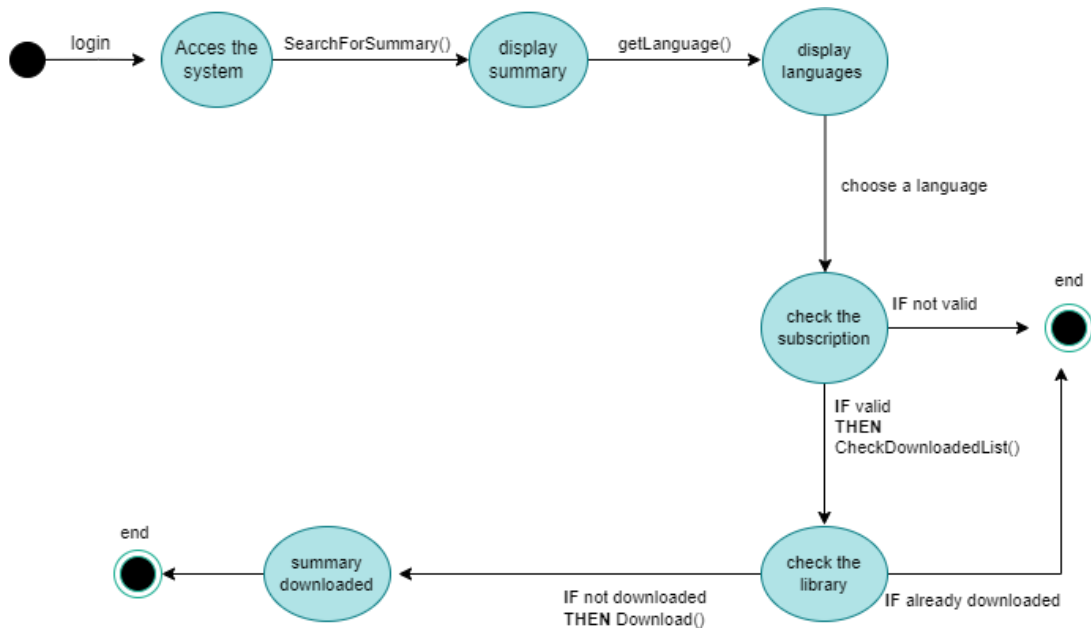 login
Acces the
system
SearchForSummary()
display
summary
getLanguage()
display
languages
choose a language
check the
subscription
IF not valid
end
IF valid
THEN
CheckDownloadedList()
check the
library
IF already downloaded
IF not downloaded
THEN Download()
summary
downloaded
end